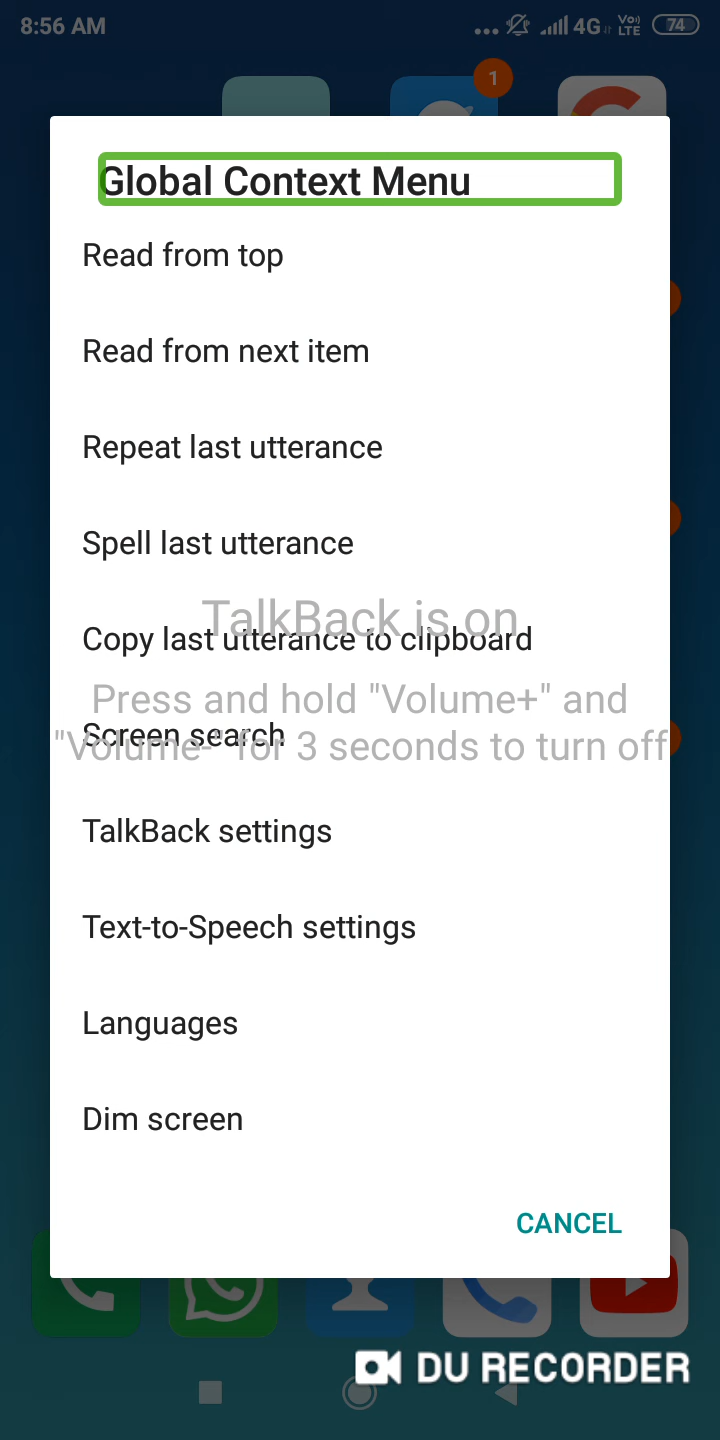 8:56 AM
4G
Vo)
LTE
74
1
Global Context Menu
Read from top
Read from next item
Repeat last utterance
Spell last utterance
TalkBack is on
Copy last utterance to clipboard
Press and hold "Volume+" and
Screen search
"Volume-" for 3 seconds to turn off
TalkBack settings
Text-to-Speech settings
Languages
Dim screen
CANCEL
DU RECORDER